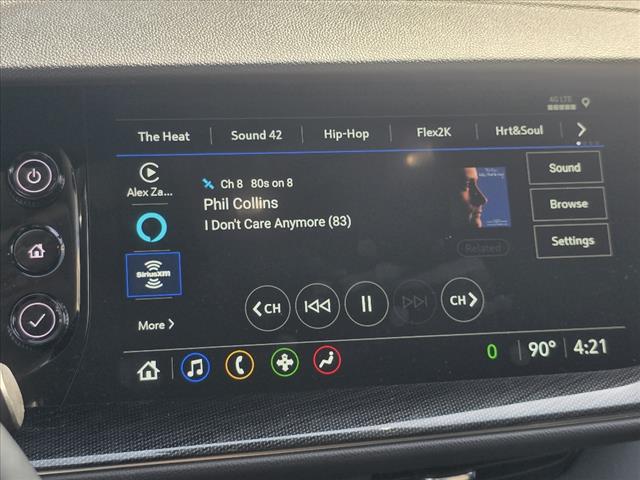 4G LTE
The Heat Sound 42 Hip-Hop Flex2K Hrt&Soul
Alex Za...
Ch 8 80s on 8
Phil Collins
I Don't Care Anymore (83)
Related
Sound
Browse
Settings
SiriusXM
More
CH CH
0 90° 4:21